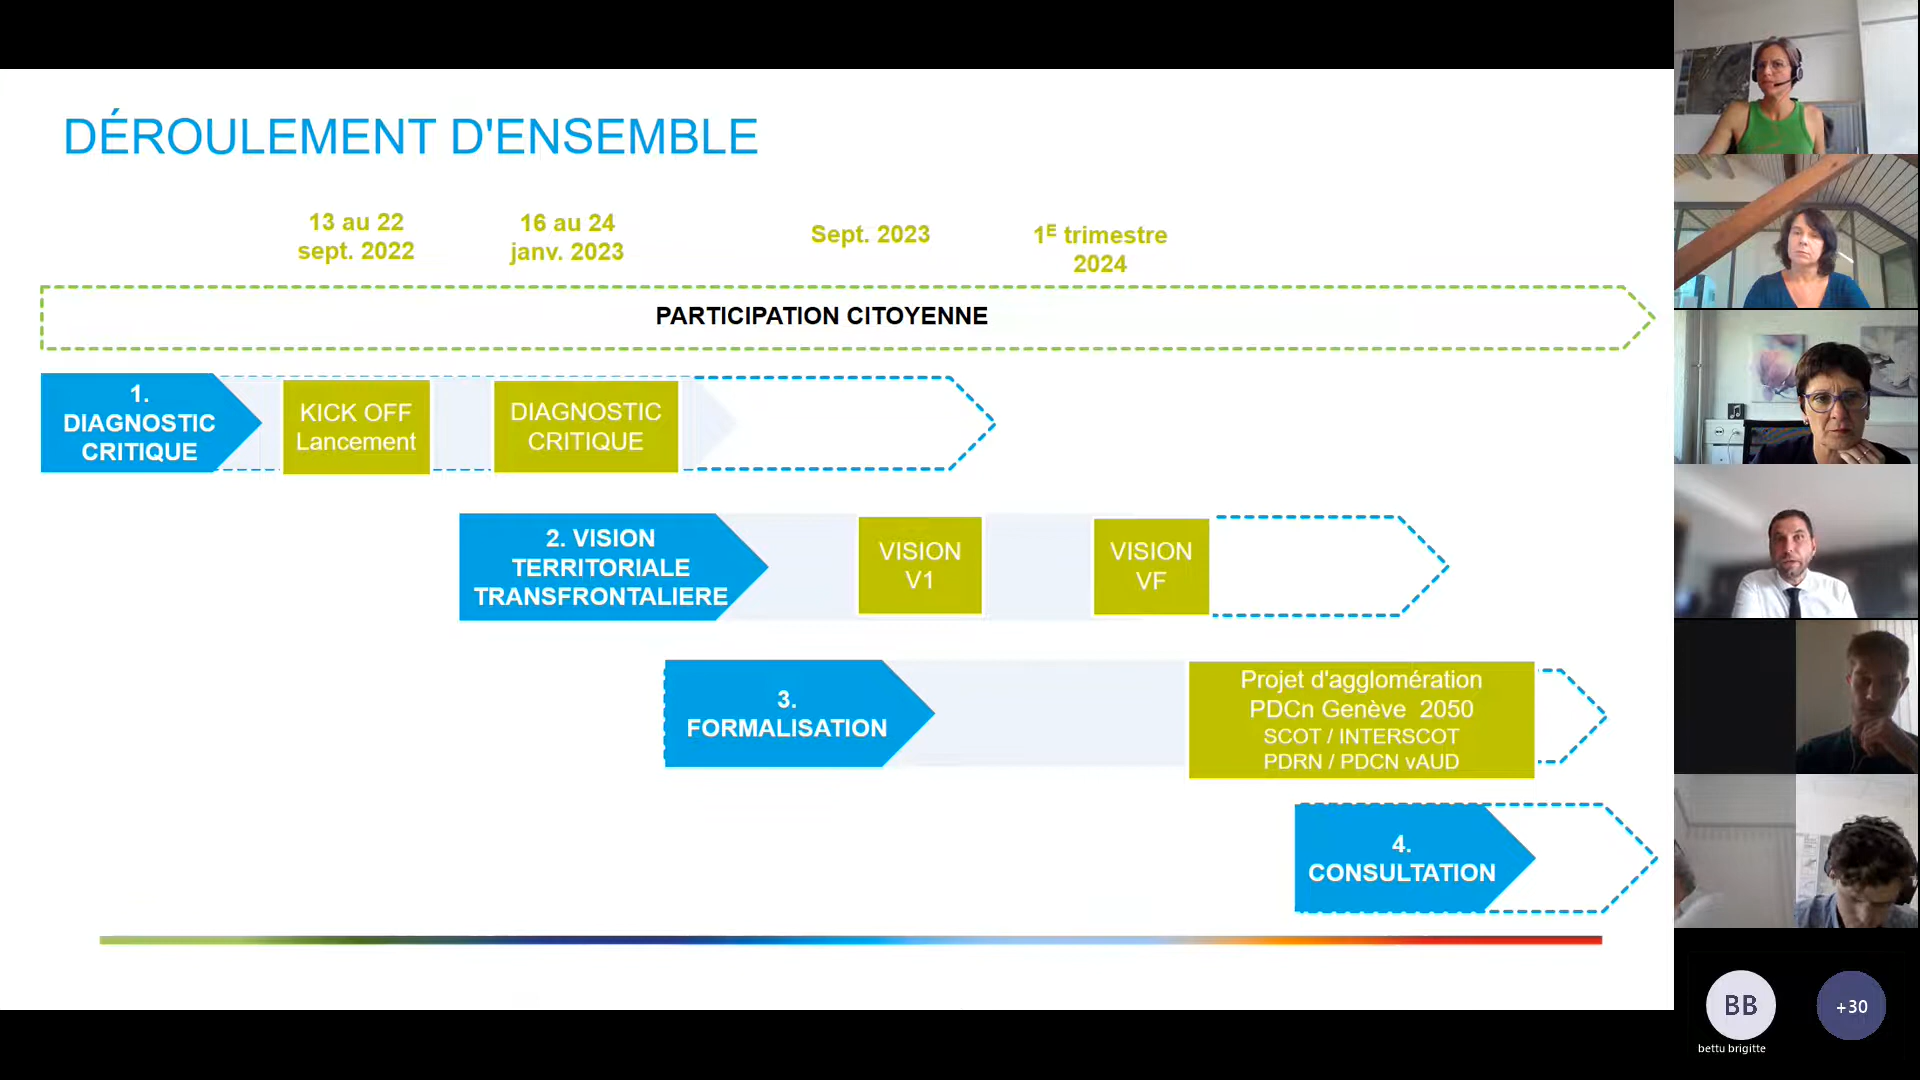 DÉROULEMENT D'ENSEMBLE
13 au 22
sept. 2022
16 au 24
janv. 2023
Sept. 2023
1E trimestre
2024
PARTICIPATION CITOYENNE
1.
DIAGNOSTIC
CRITIQUE
KICK OFF
Lancement
DIAGNOSTIC
CRITIQUE
2. VISION
TERRITORIALE
TRANSFRONTALIERE
VISION
V1
VISION
VF
3.
FORMALISATION
Projet d'agglomération
PDCn Genève 2050
SCOT / INTERSCOT
PDRN / PDCN vAUD
4.
CONSULTATION
BB
+30
bettu brigitte